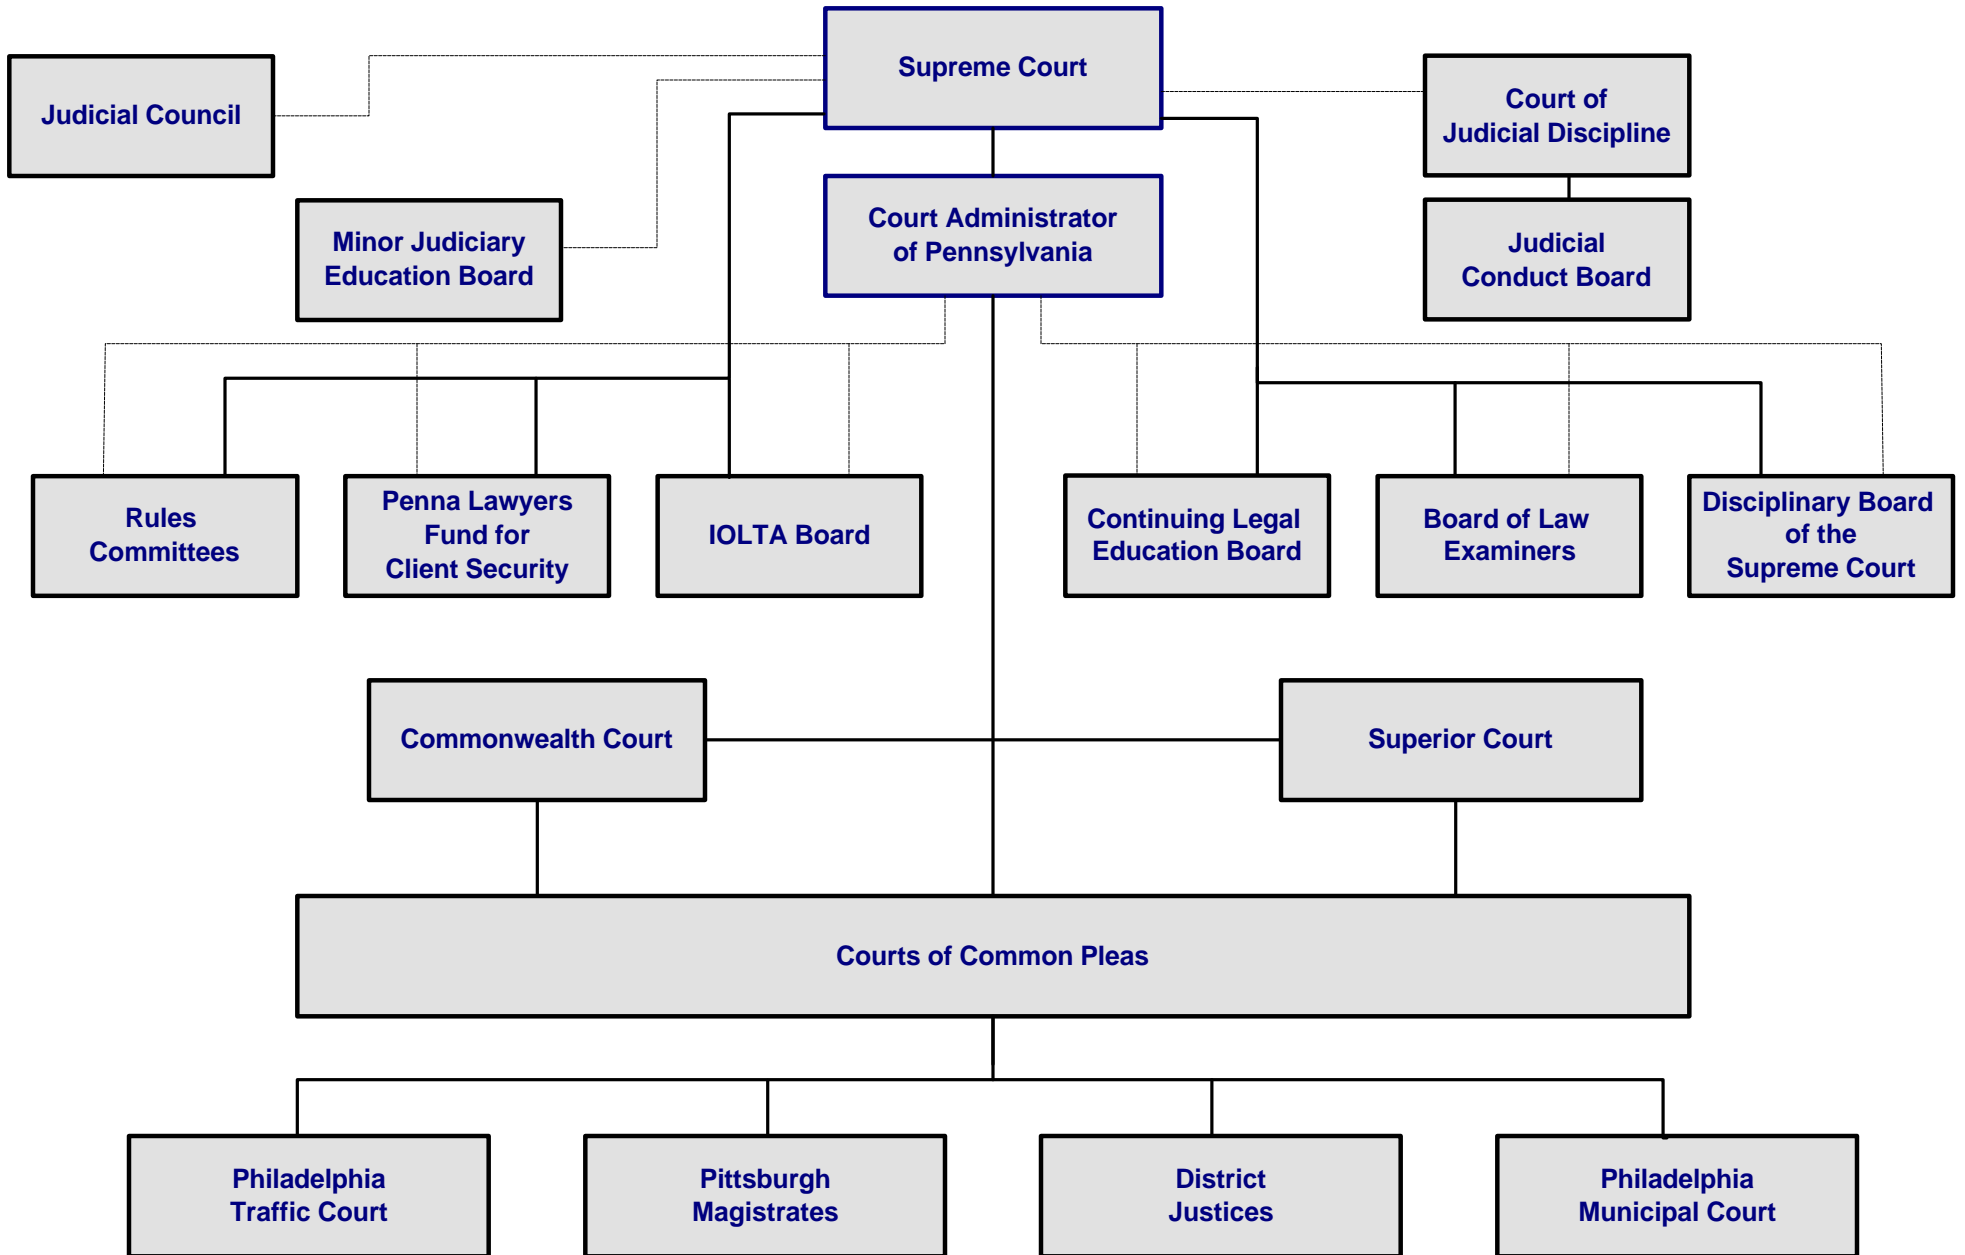 Supreme Court
Judicial Council
Court of
Judicial Discipline
Minor Judiciary
Education Board
Court Administrator
of Pennsylvania
Judicial
Conduct Board
Rules
Committees
Penna Lawyers
Fund for
Client Security
IOLTA Board
Continuing Legal
Education Board
Board of Law
Examiners
Disciplinary Board
of the
Supreme Court
Commonwealth Court
Superior Court
Courts of Common Pleas
Philadelphia
Traffic Court
Pittsburgh
Magistrates
District
Justices
Philadelphia
Municipal Court